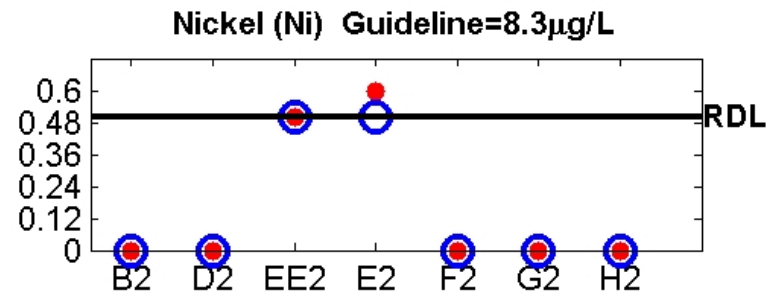 Nickel (Ni)  Guideline=8.3µg/L
0.6
0.48
0.36
0.24
0.12
0
RDL
B2 D2 EE2 E2 F2 G2 H2